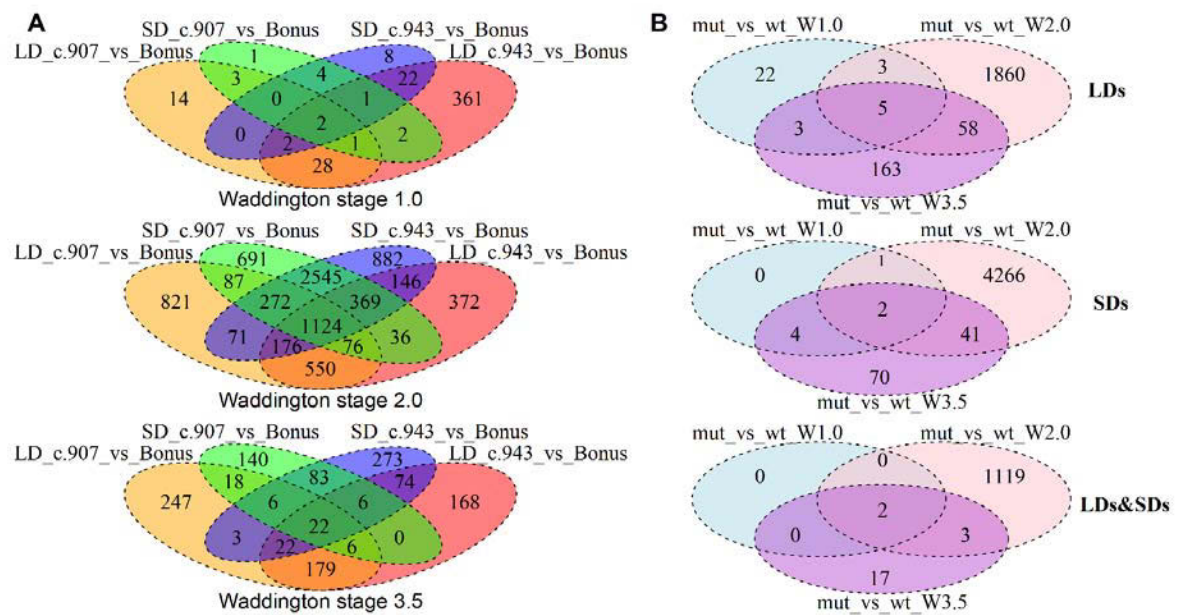 A
SD_c.907_vs_Bonus SD_c.943_vs_Bonus
LD_c.907_vs_Bonus LD_c.943_vs_Bonus
1 8
3 4 22
14 0 1 361
0 2 2
2 1
28
Waddington stage 1.0
SD_c.907_vs_Bonus SD_c.943_vs_Bonus
LD_c.907_vs_Bonus LD_c.943_vs_Bonus
691 882
87 2545 146
821 272 369 372
71 1124 36
176 76
550
Waddington stage 2.0
SD_c.907_vs_Bonus SD_c.943_vs_Bonus
LD_c.907_vs_Bonus LD_c.943_vs_Bonus
140 273
18 83 74
247 6 6 168
3 22 0
22 6
179
Waddington stage 3.5
B
mut_vs_wt_W1.0 mut_vs_wt_W2.0
22 3 1860
LDs
5
3 58
163
mut_vs_wt_W3.5
mut_vs_wt_W1.0 mut_vs_wt_W2.0
0 1 4266
SDs
2
4 41
70
mut_vs_wt_W3.5
mut_vs_wt_W1.0 mut_vs_wt_W2.0
0 0 1119
LDs&SDs
2
0 3
17
mut_vs_wt_W3.5